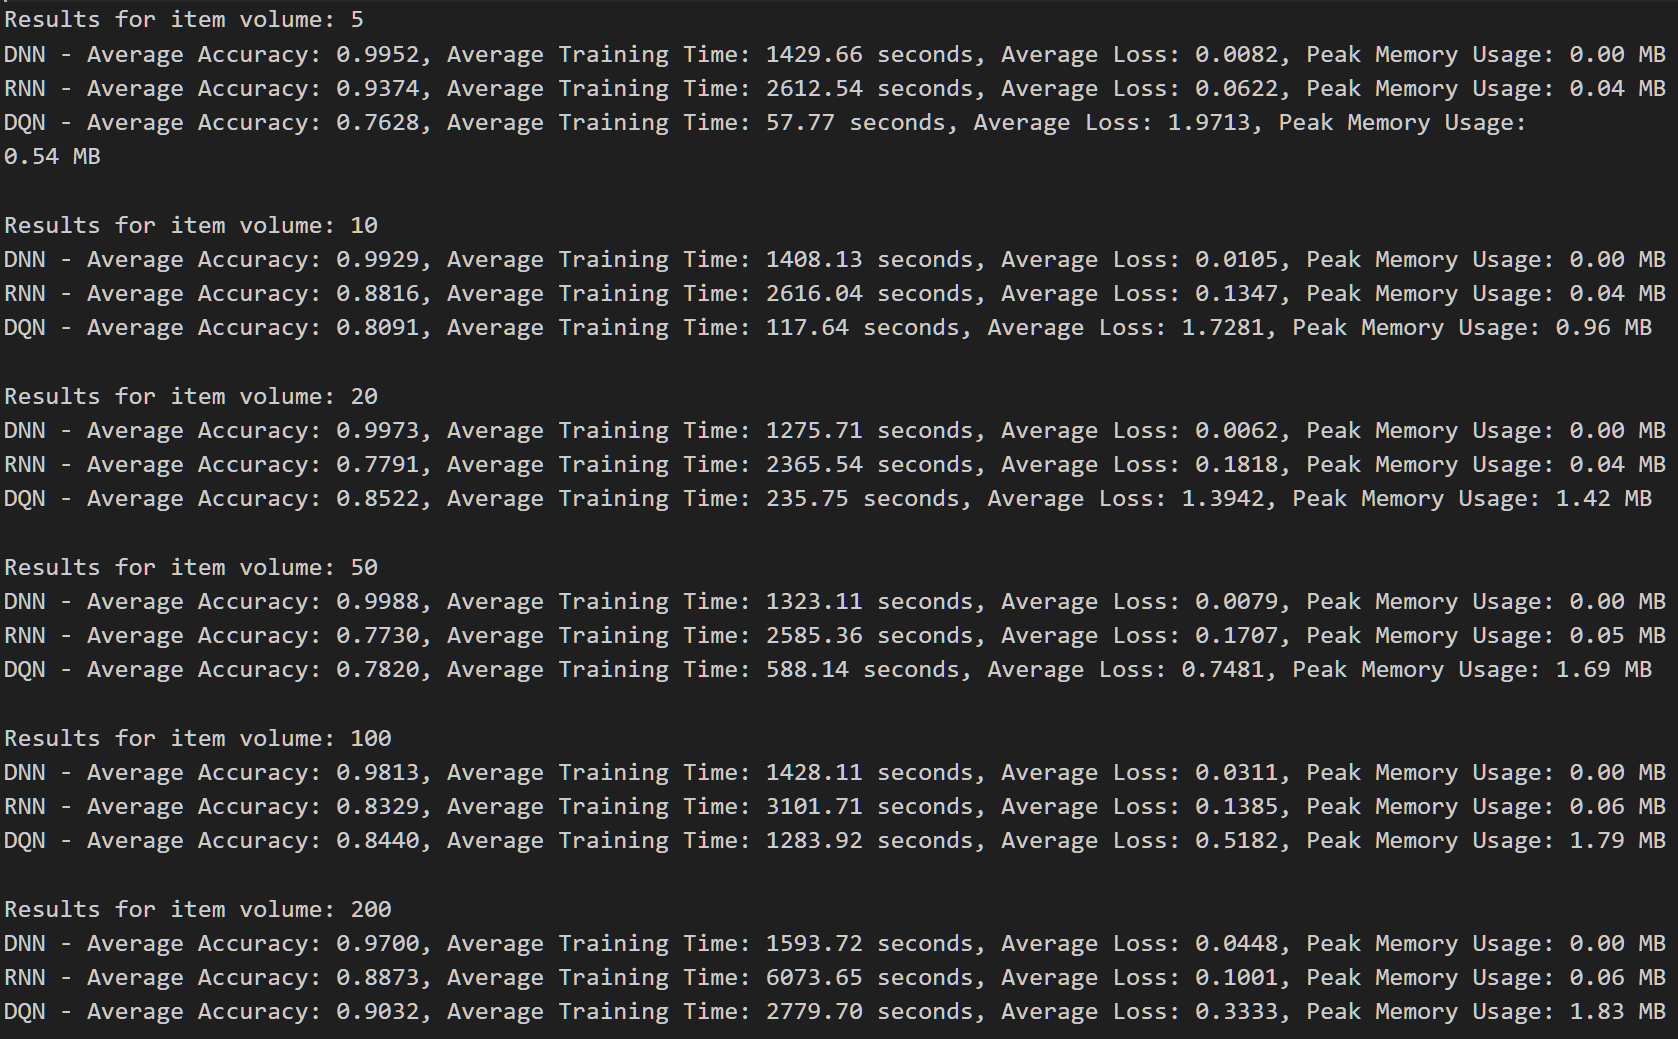 Results for item volume: 5
DNN - Average Accuracy: 0.9952, Average Training Time: 1429.66 seconds, Average Loss: 0.0082, Peak Memory Usage: 0.00 MB
RNN - Average Accuracy: 0.9374, Average Training Time: 2612.54 seconds, Average Loss: 0.0622, Peak Memory Usage: 0.04 MB
DQN - Average Accuracy: 0.7628, Average Training Time: 57.77 seconds, Average Loss: 1.9713, Peak Memory Usage:
0.54 MB
Results for item volume: 10
DNN - Average Accuracy: 0.9929, Average Training Time: 1408.13 seconds, Average Loss: 0.0105, Peak Memory Usage: 0.00 MB
RNN - Average Accuracy: 0.8816, Average Training Time: 2616.04 seconds, Average Loss: 0.1347, Peak Memory Usage: 0.04 MB
DQN - Average Accuracy: 0.8091, Average Training Time: 117.64 seconds, Average Loss: 1.7281, Peak Memory Usage: 0.96 MB
Results for item volume: 20
DNN - Average Accuracy: 0.9973, Average Training Time: 1275.71 seconds, Average Loss: 0.0062, Peak Memory Usage: 0.00 MB
RNN - Average Accuracy: 0.7791, Average Training Time: 2365.54 seconds, Average Loss: 0.1818, Peak Memory Usage: 0.04 MB
DQN - Average Accuracy: 0.8522, Average Training Time: 235.75 seconds, Average Loss: 1.3942, Peak Memory Usage: 1.42 MB
Results for item volume: 50
DNN - Average Accuracy: 0.9988, Average Training Time: 1323.11 seconds, Average Loss: 0.0079, Peak Memory Usage: 0.00 MB
RNN - Average Accuracy: 0.7730, Average Training Time: 2585.36 seconds, Average Loss: 0.1707, Peak Memory Usage: 0.05 MB
DQN - Average Accuracy: 0.7820, Average Training Time: 588.14 seconds, Average Loss: 0.7481, Peak Memory Usage: 1.69 MB
Results for item volume: 100
DNN - Average Accuracy: 0.9813, Average Training Time: 1428.11 seconds, Average Loss: 0.0311, Peak Memory Usage: 0.00 MB
RNN - Average Accuracy: 0.8329, Average Training Time: 3101.71 seconds, Average Loss: 0.1385, Peak Memory Usage: 0.06 MB
DQN - Average Accuracy: 0.8440, Average Training Time: 1283.92 seconds, Average Loss: 0.5182, Peak Memory Usage: 1.79 MB
Results for item volume: 200
DNN - Average Accuracy: 0.9700, Average Training Time: 1593.72 seconds, Average Loss: 0.0448, Peak Memory Usage: 0.00 MB
RNN - Average Accuracy: 0.8873, Average Training Time: 6073.65 seconds, Average Loss: 0.1001, Peak Memory Usage: 0.06 MB
DQN - Average Accuracy: 0.9032, Average Training Time: 2779.70 seconds, Average Loss: 0.3333, Peak Memory Usage: 1.83 MB